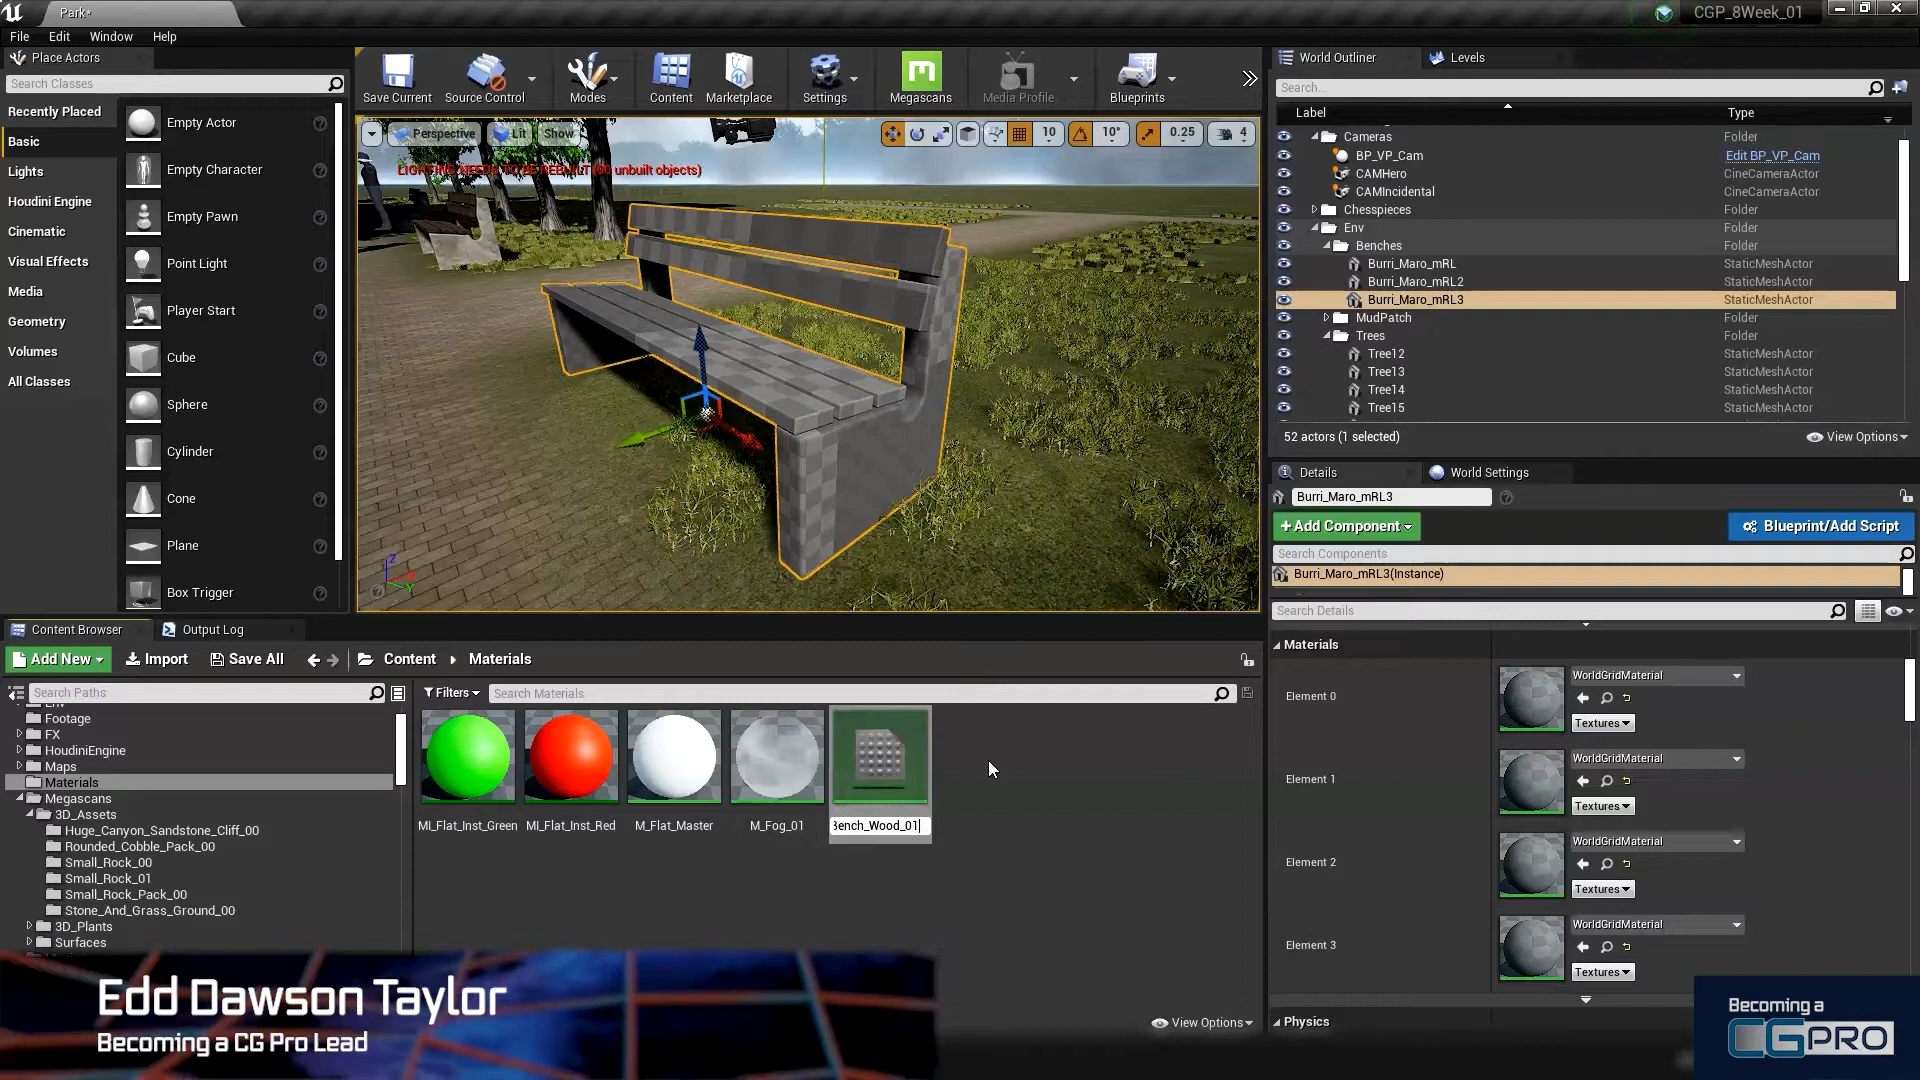 Park*
CGP_8Week_01
File Edit Window Help
Place Actors
Search Classes
Recently Placed
Basic
Lights
Houdini Engine
Cinematic
Visual Effects
Media
Geometry
Volumes
All Classes
Empty Actor
Empty Character
Empty Pawn
Point Light
Player Start
Cube
Sphere
Cylinder
Cone
Plane
Box Trigger
Save Current
Source Control
Modes
Content
Marketplace
Settings
Megascans
Media Profile
Blueprints
Perspective Lit Show
10 10° 0.25 4
LIGHTING NEEDS TO BE REBUILT ( unbuilt objects)
Z
Y
World Outliner Levels
Search...
Label Type
Cameras Folder
BP_VP_Cam Edit BP_VP_Cam
CAMHero CineCameraActor
CAMIncidental CineCameraActor
Chesspieces Folder
Env Folder
Benches Folder
Burri_Maro_mRL StaticMeshActor
Burri_Maro_mRL2 StaticMeshActor
Burri_Maro_mRL3 StaticMeshActor
MudPatch Folder
Trees Folder
Tree12 StaticMeshActor
Tree13 StaticMeshActor
Tree14 StaticMeshActor
Tree15 StaticMeshActor
52 actors (1 selected) View Options
Details World Settings
Burri_Maro_mRL3
+Add Component Blueprint/Add Script
Search Components
Burri_Maro_mRL3(Instance)
Search Details
Materials
Element 0
WorldGridMaterial
Textures
Element 1
WorldGridMaterial
Textures
Element 2
WorldGridMaterial
Textures
Element 3
WorldGridMaterial
Textures
Physics
Content Browser Output Log
Add New Import Save All Content Materials
Search Paths
Env
Footage
FX
HoudiniEngine
Maps
Materials
Megascans
3D_Assets
Huge_Canyon_Sandstone_Cliff_00
Rounded_Cobble_Pack_00
Small_Rock_00
Small_Rock_01
Small_Rock_Pack_00
Stone_And_Grass_Ground_00
3D_Plants
Surfaces
Filters Search Materials
MI_Flat_Inst_Green
MI_Flat_Inst_Red
M_Flat_Master
M_Fog_01
Bench_Wood_01
View Options
Edd Dawson Taylor
Becoming a CG Pro Lead
Becoming a
CGPRO